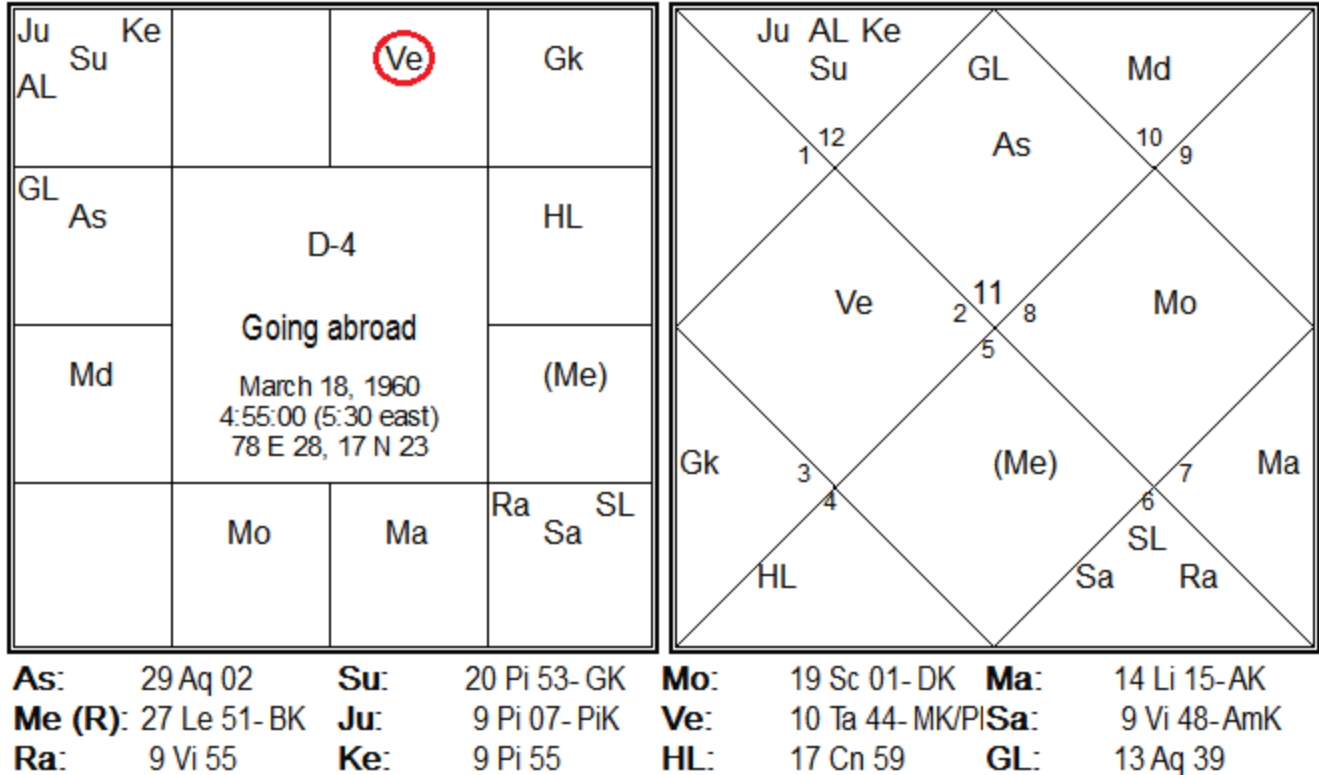 Ju Ke
Su
AL
Ve
Gk
GL
As
HL
Md
(Me)
Mo
Ma
Ra SL
Sa
D-4
Going abroad
March 18, 1960
4:55:00 (5:30 east)
78 E 28, 17 N 23
Ju AL Ke
Su
GL
Md
As
12
10
1
9
Ve
11
2
8
5
Mo
Gk
3
(Me)
7
Ma
4
6
SL
HL
Sa
Ra
As: 29 Aq 02 Su: 20 Pi 53- GK Mo: 19 Sc 01- DK Ma: 14 Li 15- AK
Me (R): 27 Le 51- BK Ju: 9 Pi 07- PiK Ve: 10 Ta 44- MK/PI Sa: 9 Vi 48- AmK
Ra: 9 Vi 55 Ke: 9 Pi 55 HL: 17 Cn 59 GL: 13 Aq 39